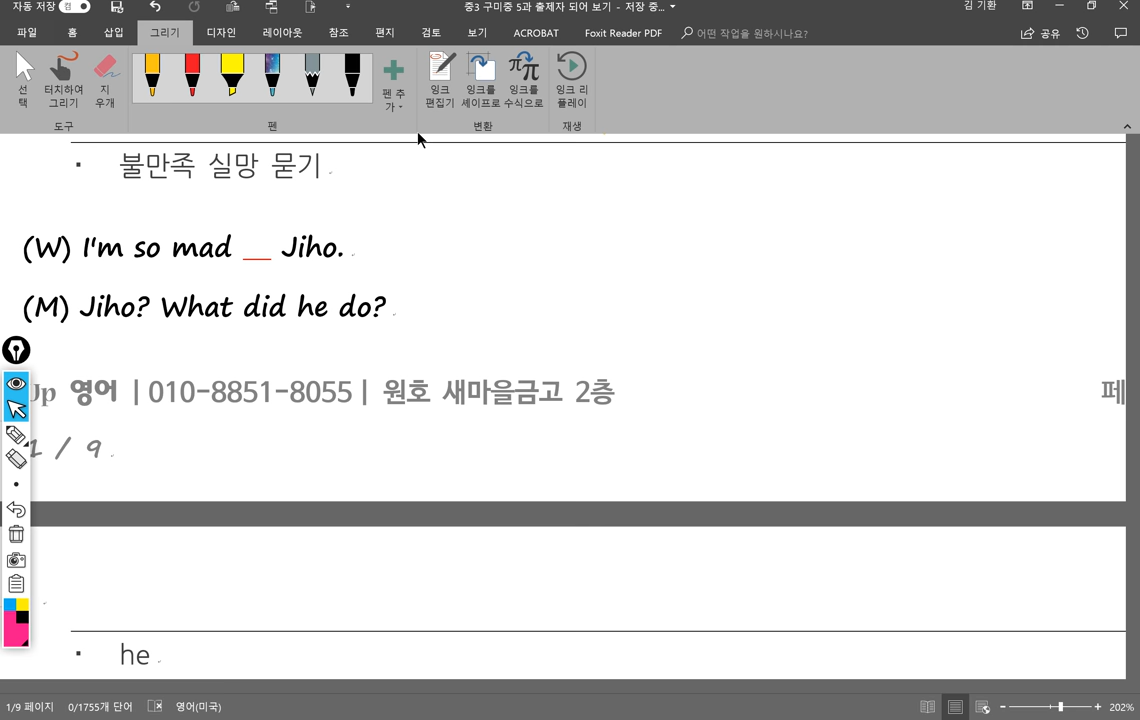 자동 저장 켬 중3 구미중 5과 출제자 되어 보기 - 저장 중... 김 기환
파일 홈 삽입 그리기 디자인 레이아웃 참조 편지 검토 보기 ACROBAT Foxit Reader PDF 어떤 작업을 원하시나요? 공유
선택 터치하여 그리기 지우개 펜 추가 잉크 편집기 잉크를 셰이프로 잉크를 수식으로 잉크 리플레이
도구 펜 변환 재생
· 불만족 실망 묻기
(W) I'm so mad __ Jiho.
(M) Jiho? What did he do?
Up 영어 | 010-8851-8055 | 원호 새마을금고 2층 페
1 / 9
· he
1/9 페이지 0/1755개 단어 영어(미국) 202%